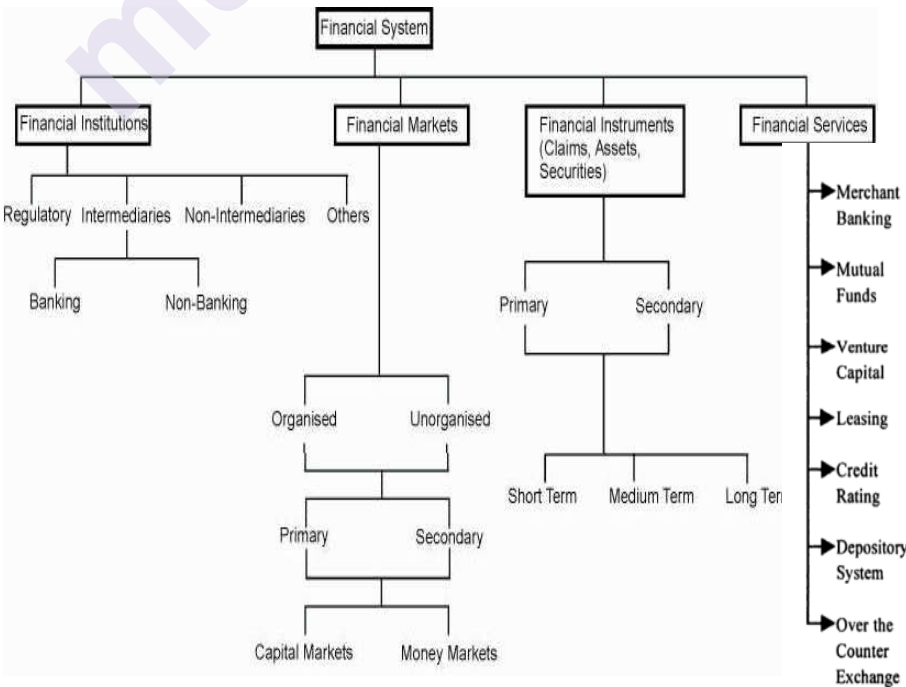 Financial System
Financial Institutions
Financial Markets
Financial Instruments
(Claims, Assets,
Securities)
Financial Services
Regulatory
Intermediaries
Non-Intermediaries
Others
Banking
Non-Banking
Organised
Unorganised
Primary
Secondary
Capital Markets
Money Markets
Primary
Secondary
Short Term
Medium Term
Long Ter
Merchant
Banking
Mutual
Funds
Venture
Capital
Leasing
Credit
Rating
Depository
System
Over the
Counter
Exchange